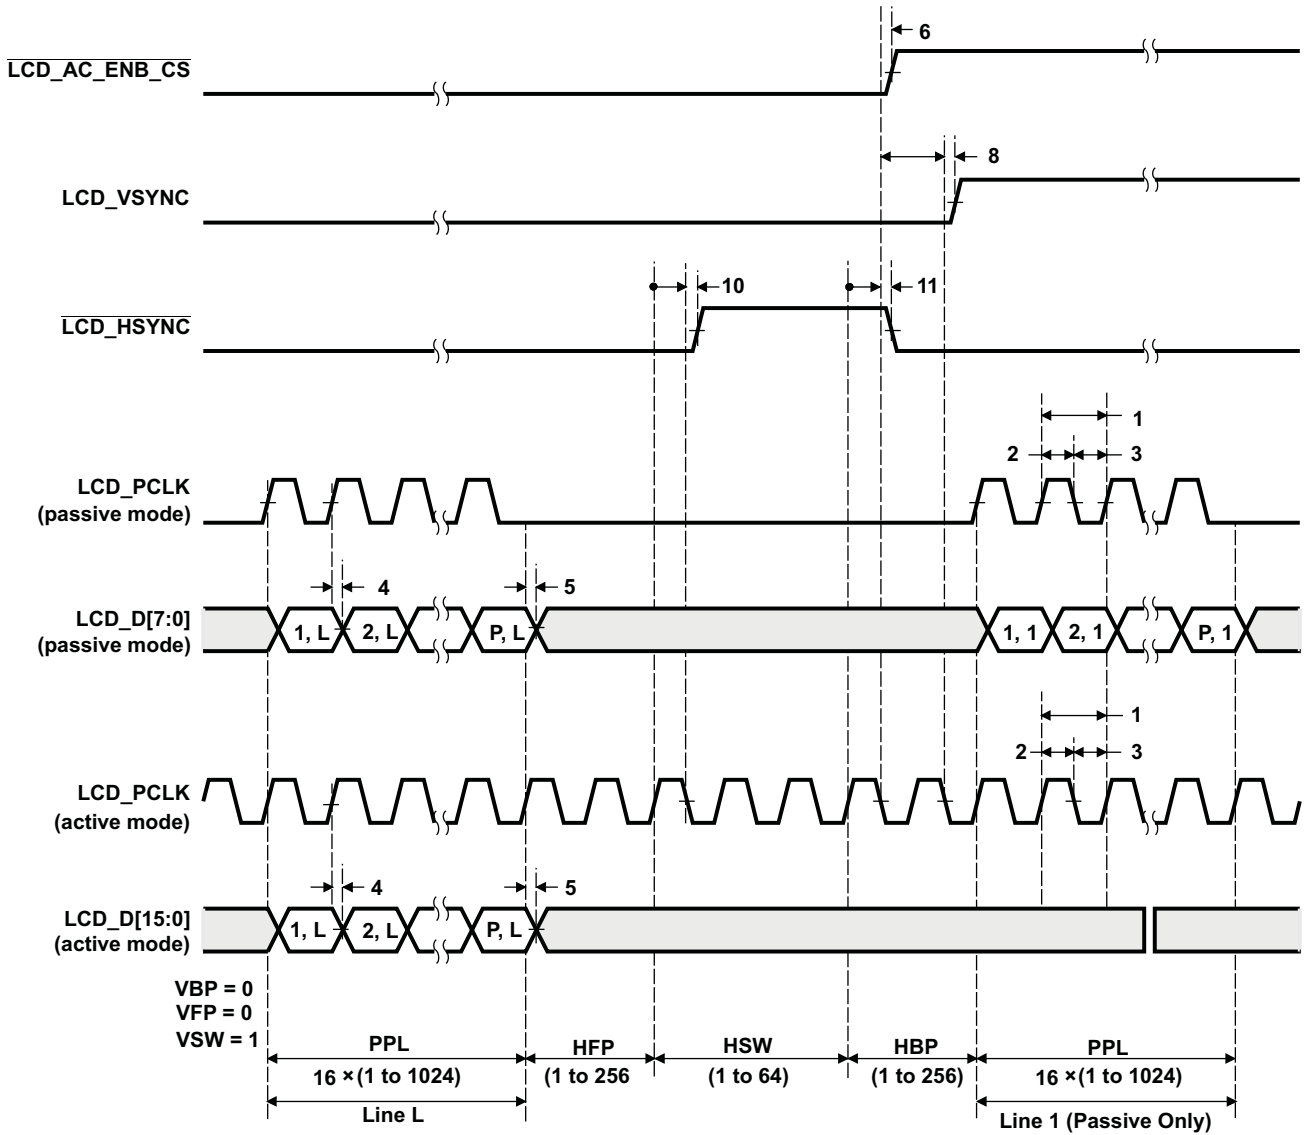 6
LCD_AC_ENB_CS
8
LCD_VSYNC
10
11
LCD_HSYNC
1
2
3
LCD_PCLK
(passive mode)
4
5
LCD_D[7:0]
(passive mode)
1, L
2, L
P, L
1, 1
2, 1
P, 1
1
2
3
LCD_PCLK
(active mode)
4
5
LCD_D[15:0]
(active mode)
1, L
2, L
P, L
VBP = 0
VFP = 0
VSW = 1
PPL
HFP
HSW
HBP
PPL
16 × (1 to 1024)
(1 to 256
(1 to 64)
(1 to 256)
16 × (1 to 1024)
Line L
Line 1 (Passive Only)